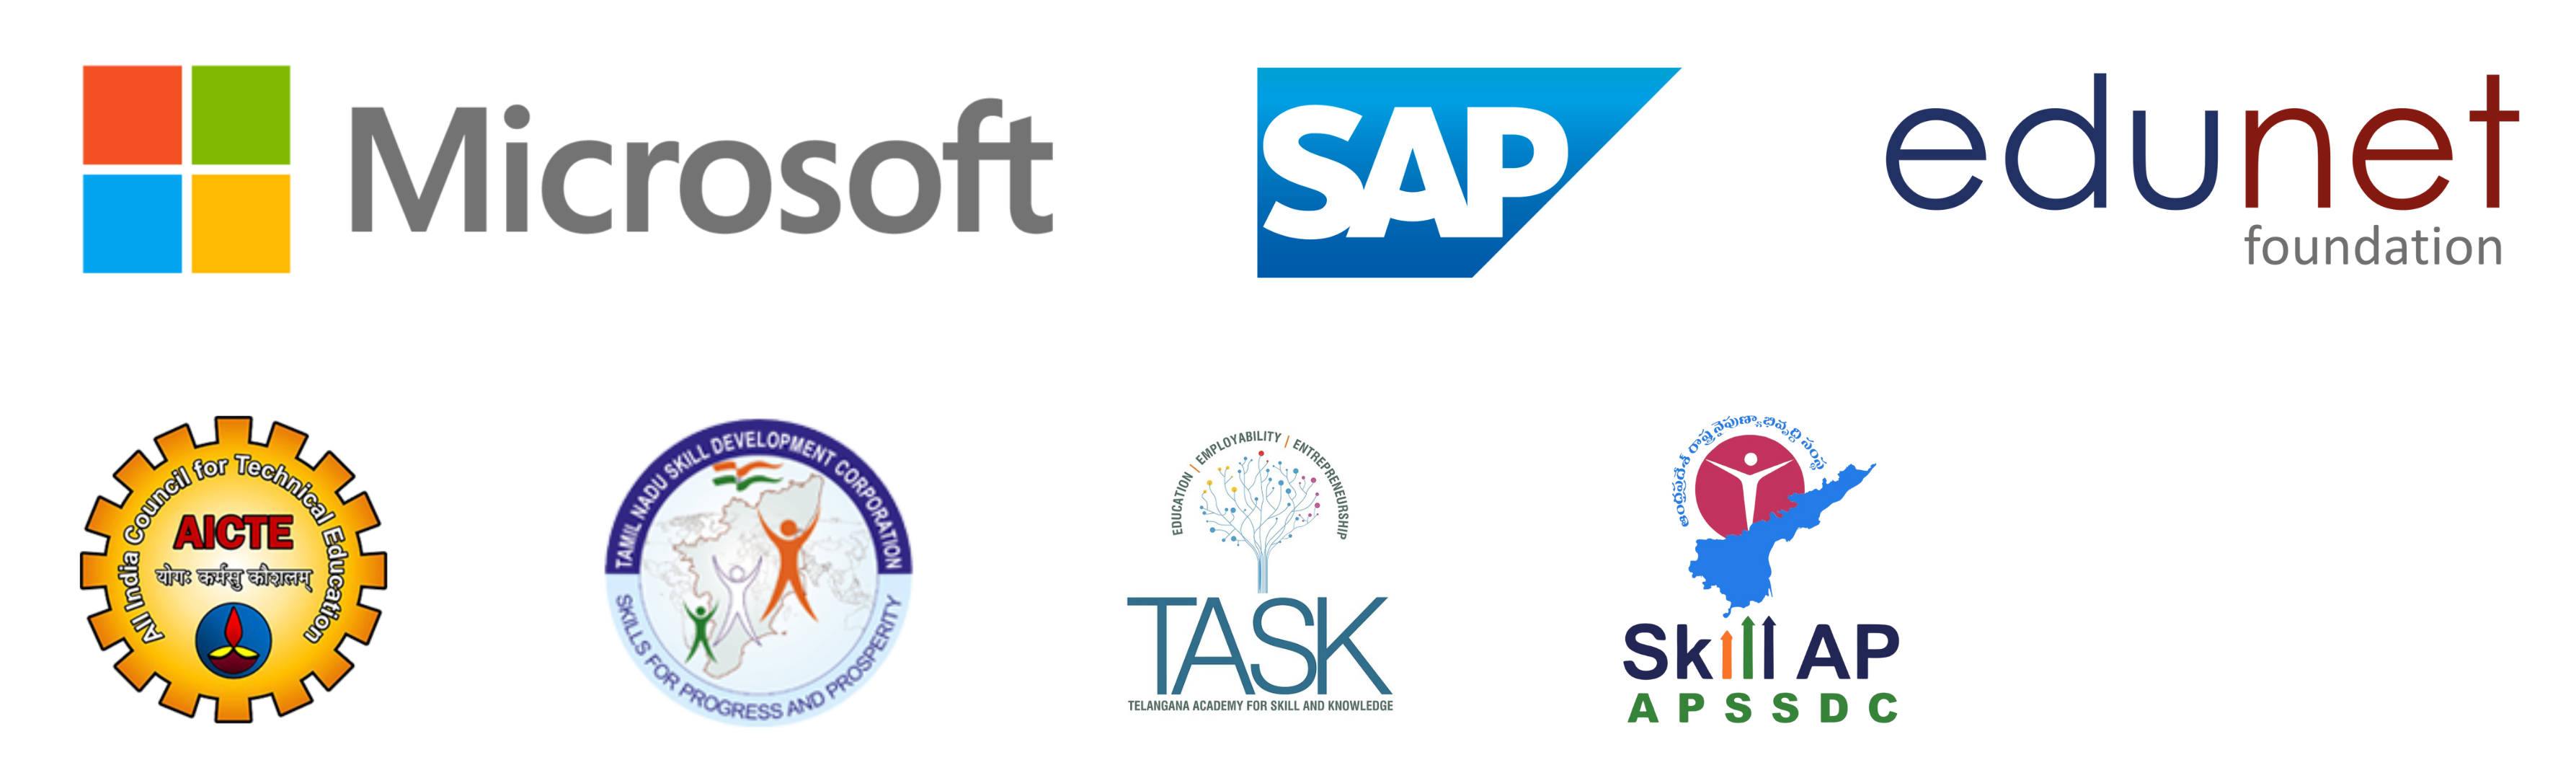 Microsoft
SAP
edunet
foundation
All India Council for Technical Education
AICTE
योगः कर्मसु कौशलम्
TAMIL NADU SKILL DEVELOPMENT CORPORATION
SKILLS FOR PROGRESS AND PROSPERITY
EDUCATION | EMPLOYABILITY | ENTREPRENEURSHIP
TASK
TELANGANA ACADEMY FOR SKILL AND KNOWLEDGE
ఆంధ్రప్రదేశ్ రాష్ట్ర నైపుణ్యాభివృద్ధి సంస్థ
Skill AP
APSSDC